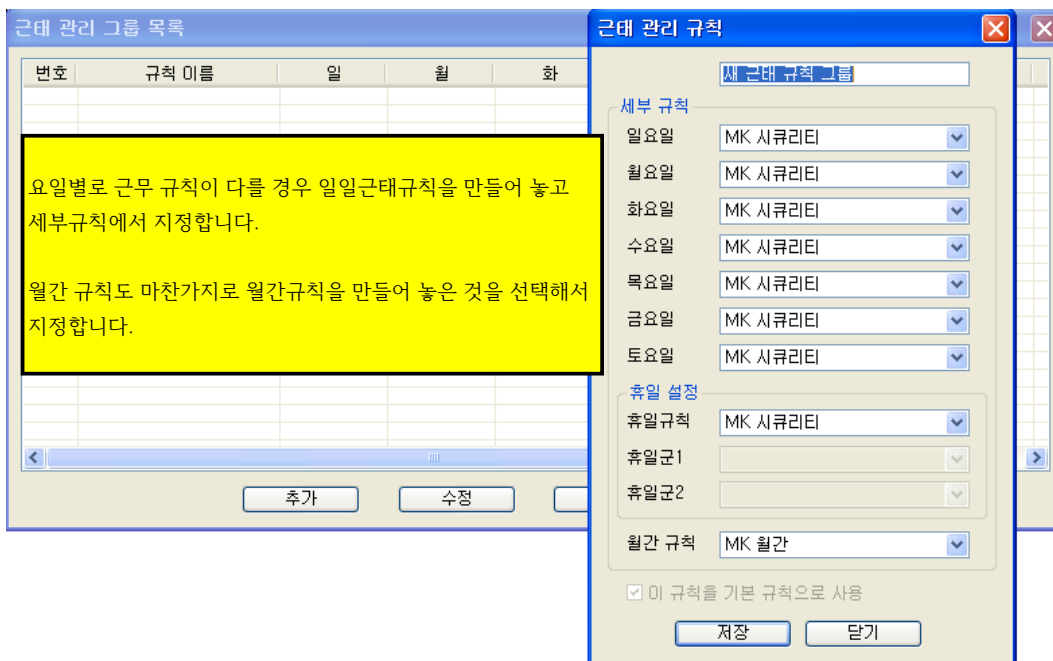 근태 관리 그룹 목록
번호 규칙 이름 일 월 화
요일별로 근무 규칙이 다를 경우 일일근태규칙을 만들어 놓고
세부규칙에서 지정합니다.
월간 규칙도 마찬가지로 월간규칙을 만들어 놓은 것을 선택해서
지정합니다.
추가 수정
근태 관리 규칙
새 근태 규칙 그룹
세부 규칙
일요일 MK 시큐리티
월요일 MK 시큐리티
화요일 MK 시큐리티
수요일 MK 시큐리티
목요일 MK 시큐리티
금요일 MK 시큐리티
토요일 MK 시큐리티
휴일 설정
휴일규칙 MK 시큐리티
휴일군1
휴일군2
월간 규칙 MK 월간
이 규칙을 기본 규칙으로 사용
저장 닫기